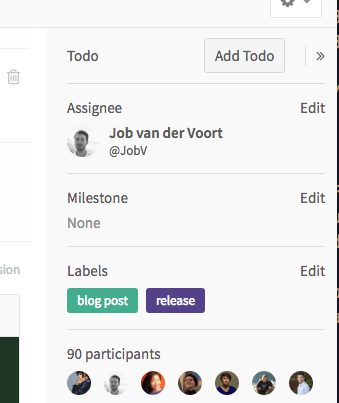 Todo Add Todo »
Assignee Edit
Job van der Voort
@JobV
Milestone Edit
None
Labels Edit
sion
blog post release
90 participants